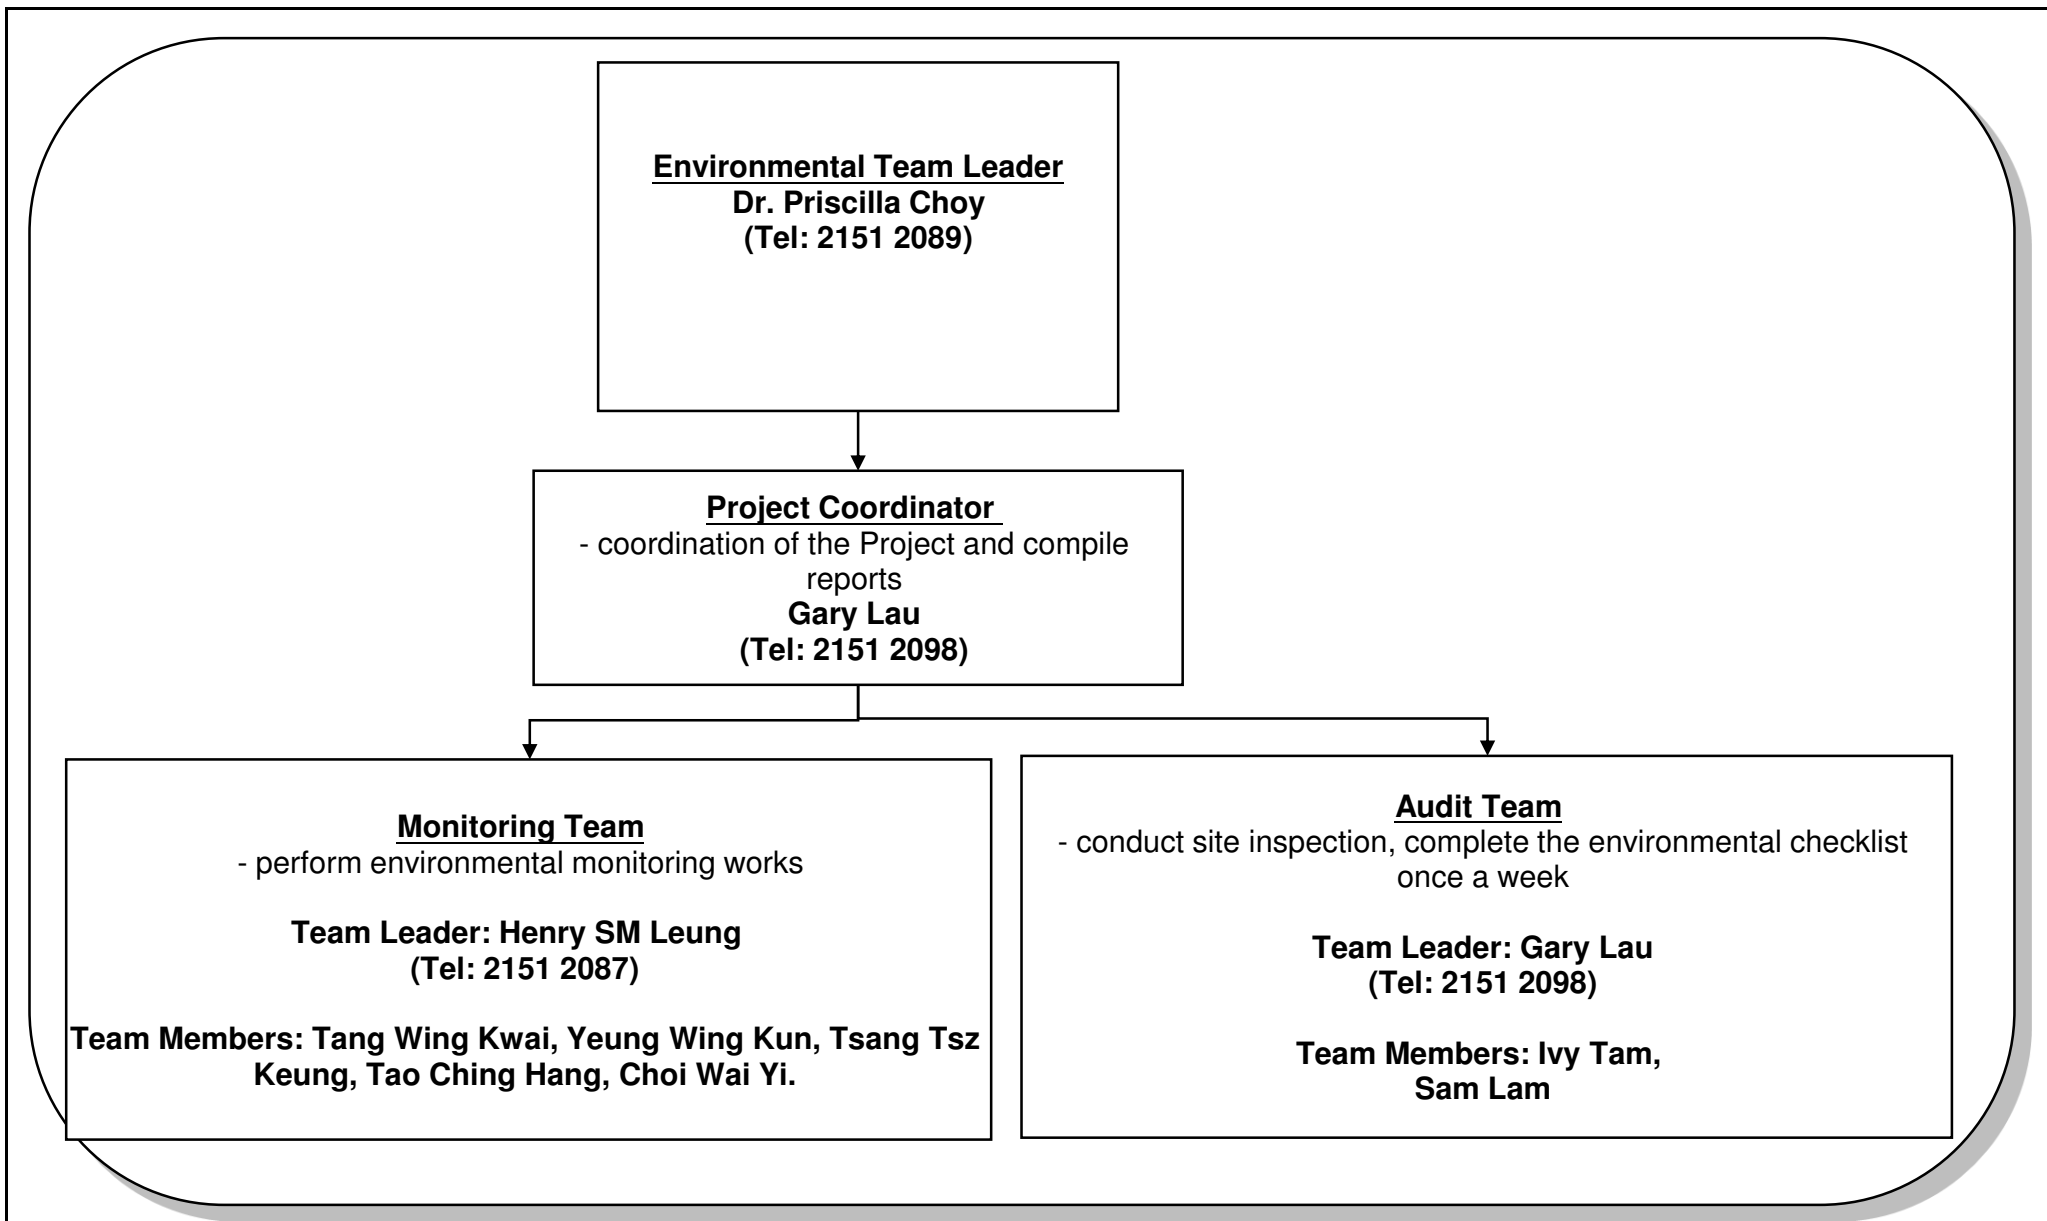 Environmental Team Leader
Dr. Priscilla Choy
(Tel: 2151 2089)
Project Coordinator
- coordination of the Project and compile
reports
Gary Lau
(Tel: 2151 2098)
Monitoring Team
- perform environmental monitoring works
Team Leader: Henry SM Leung
(Tel: 2151 2087)
Team Members: Tang Wing Kwai, Yeung Wing Kun, Tsang Tsz
Keung, Tao Ching Hang, Choi Wai Yi.
Audit Team
- conduct site inspection, complete the environmental checklist
once a week
Team Leader: Gary Lau
(Tel: 2151 2098)
Team Members: Ivy Tam,
Sam Lam